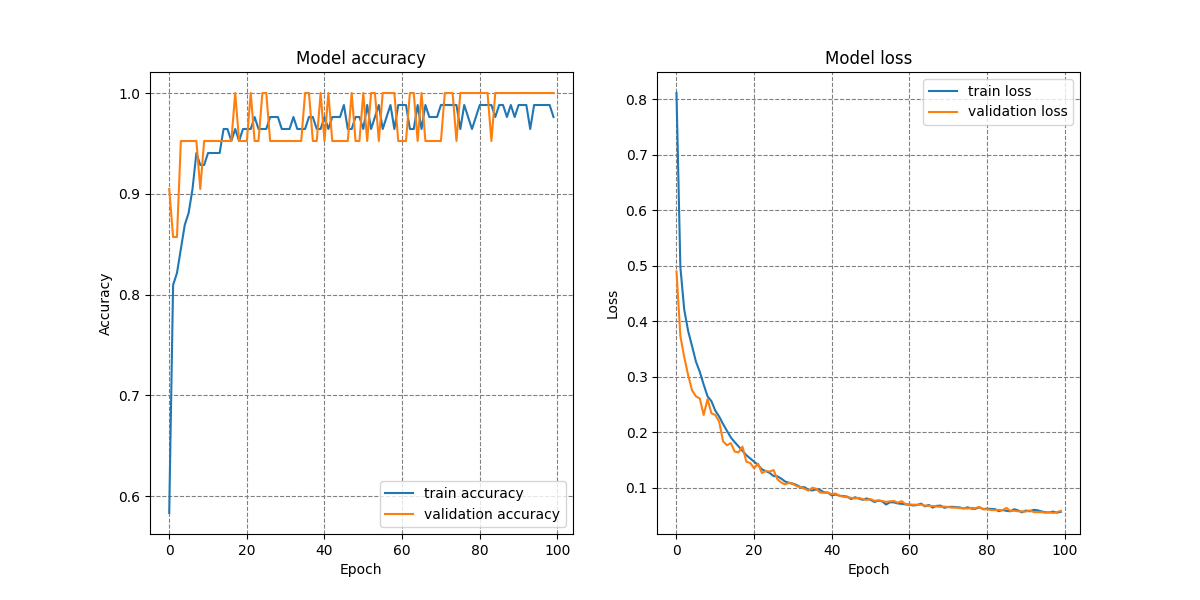 Model accuracy
1.0
0.9
0.8
0.7
0.6
Accuracy
train accuracy
validation accuracy
0 20 40 60 80 100
Epoch
Model loss
train loss
validation loss
0.8
0.7
0.6
0.5
0.4
0.3
0.2
0.1
Loss
0 20 40 60 80 100
Epoch